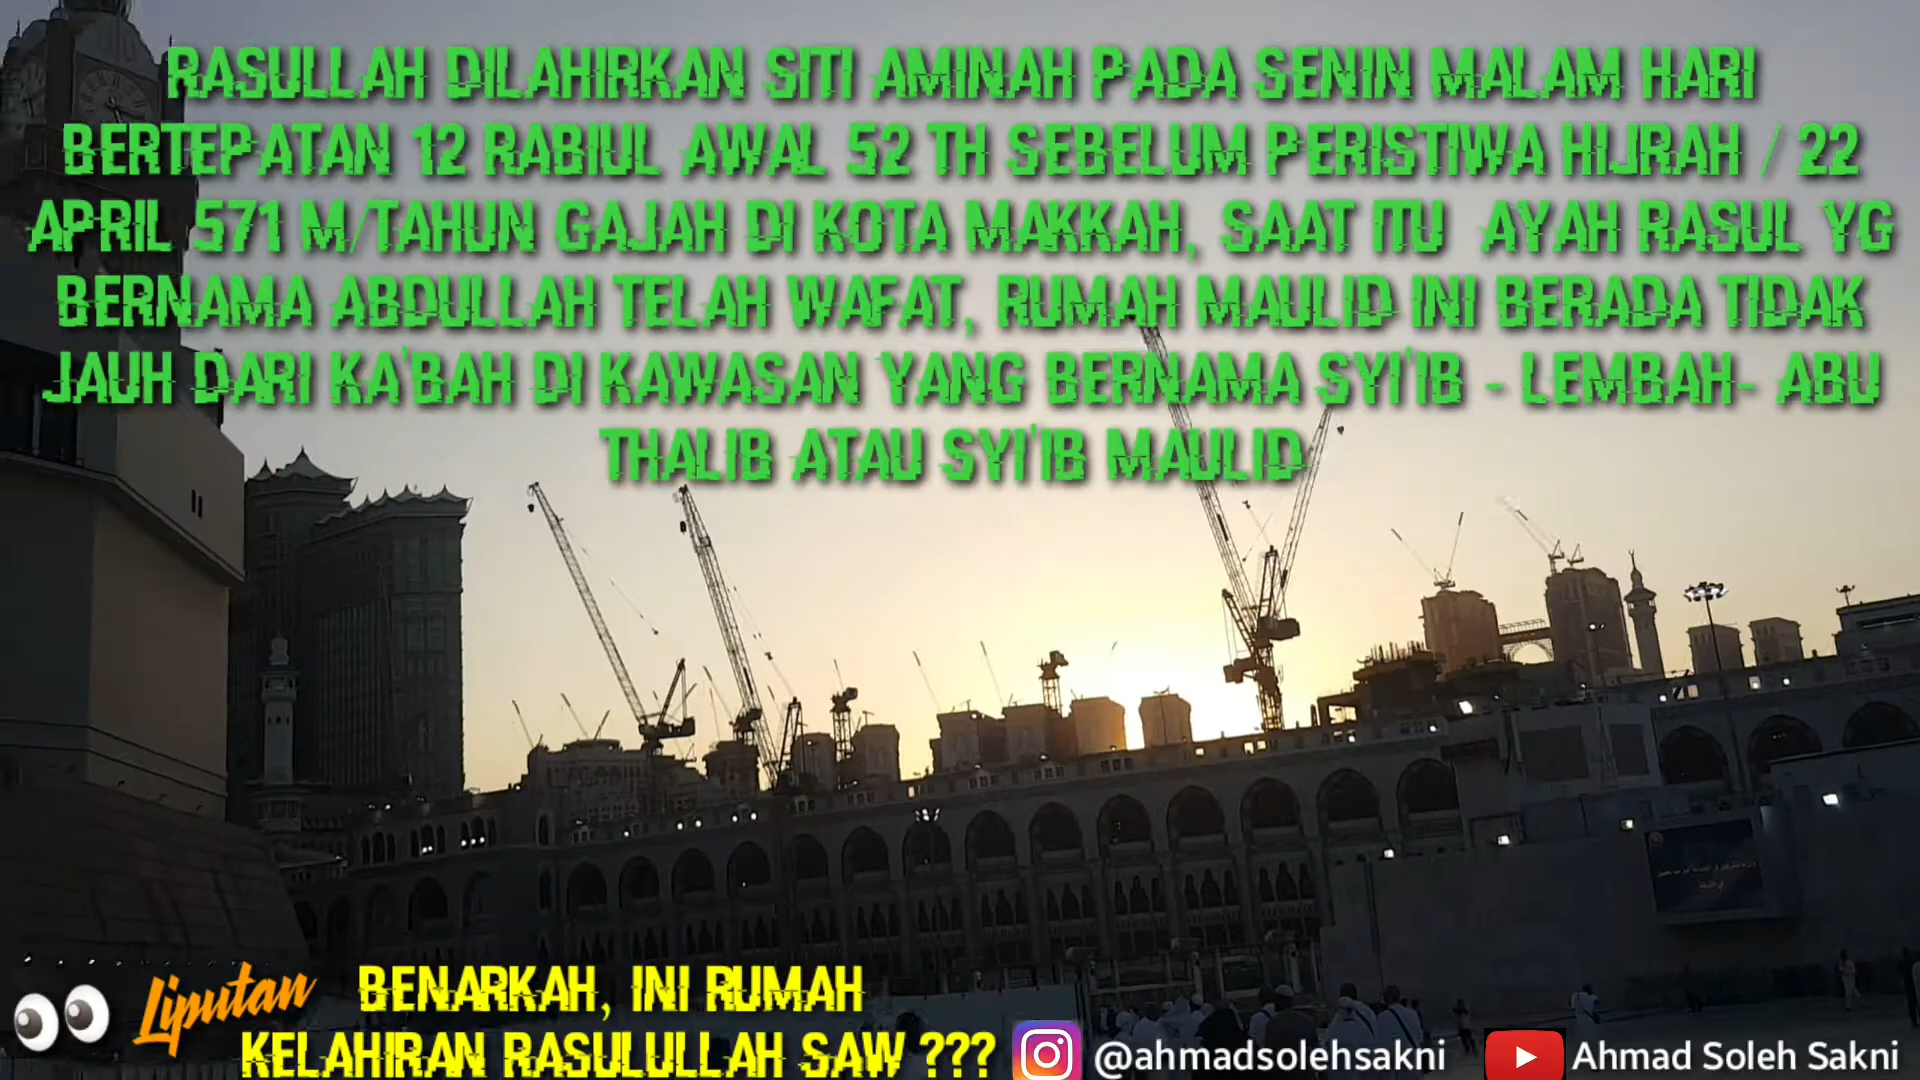 RASULLAH DILAHIRKAN SITI AMINAH PADA SENIN MALAM HARI
BERTEPATAN 12 RABIUL AWAL 52 TH SEBELUM PERISTIWA HIJRAH / 22
APRIL 571 M/TAHUN GAJAH DI KOTA MAKKAH, SAAT ITU AYAH RASUL YG
BERNAMA ABDULLAH TELAH WAFAT, RUMAH MAULID INI BERADA TIDAK
JAUH DARI KA'BAH DI KAWASAN YANG BERNAMA SYI'IB - LEMBAH- ABU
THALIB ATAU SYI'IB MAULID
Liputan
BENARKAH, INI RUMAH
KELAHIRAN RASULULLAH SAW ???
@ahmadsolehsakni
Ahmad Soleh Sakni